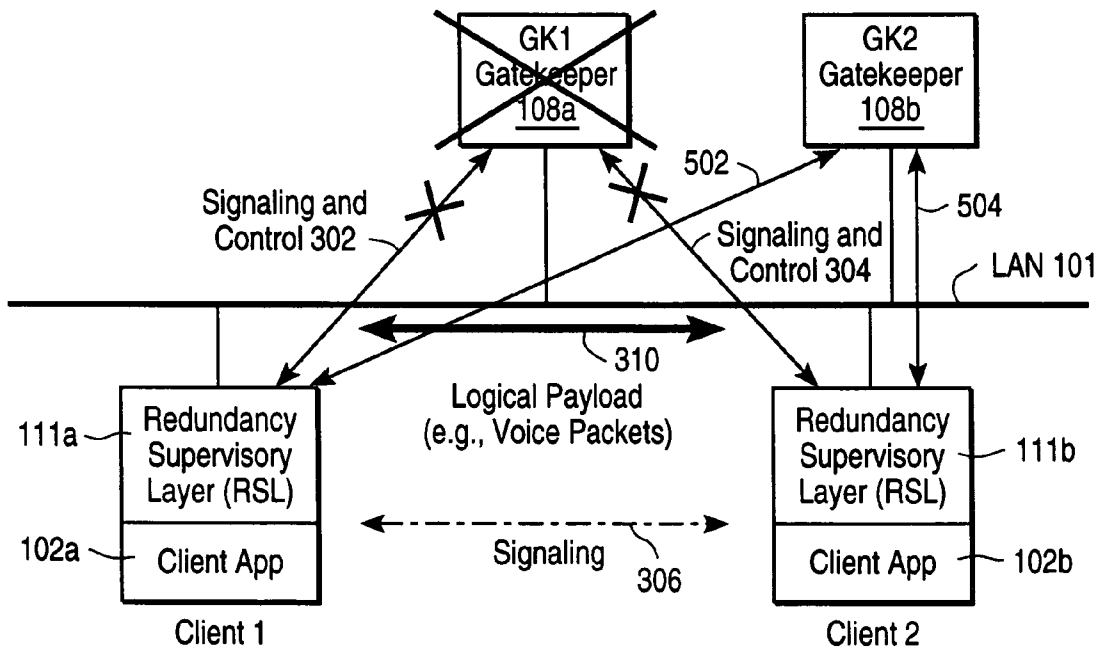 GK1
Gatekeeper
108a
GK2
Gatekeeper
108b
502
504
Signaling and
Control 302
Signaling and
Control 304
LAN 101
310
Logical Payload
(e.g., Voice Packets)
111a
Redundancy
Supervisory
Layer (RSL)
Redundancy
Supervisory
Layer (RSL)
111b
102a
Client App
Signaling
306
Client App
102b
Client 1
Client 2